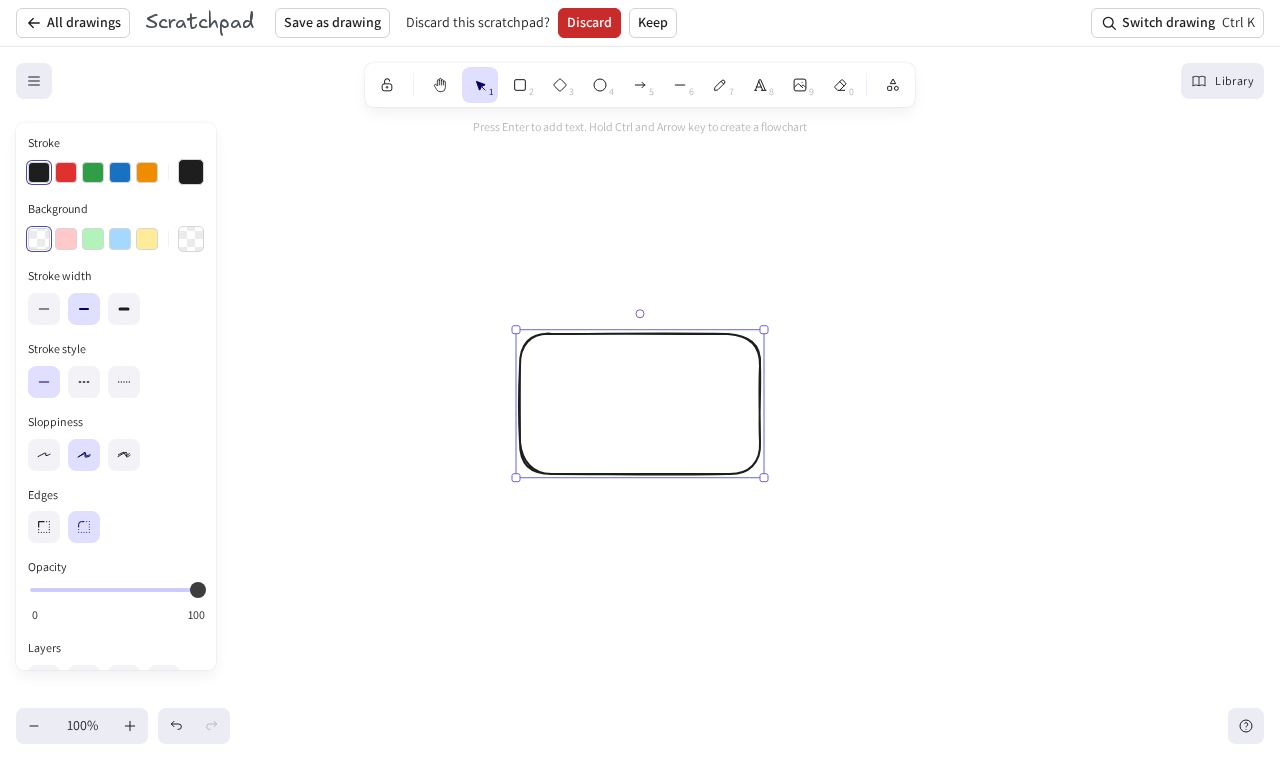 All drawings
Scratchpad
Save as drawing
Discard this scratchpad?
Discard
Keep
Switch drawing Ctrl K
1
2
3
4
5
6
7
8
9
0
Library
Press Enter to add text. Hold Ctrl and Arrow key to create a flowchart
Stroke
Background
Stroke width
Stroke style
Sloppiness
Edges
Opacity
0
100
Layers
100%